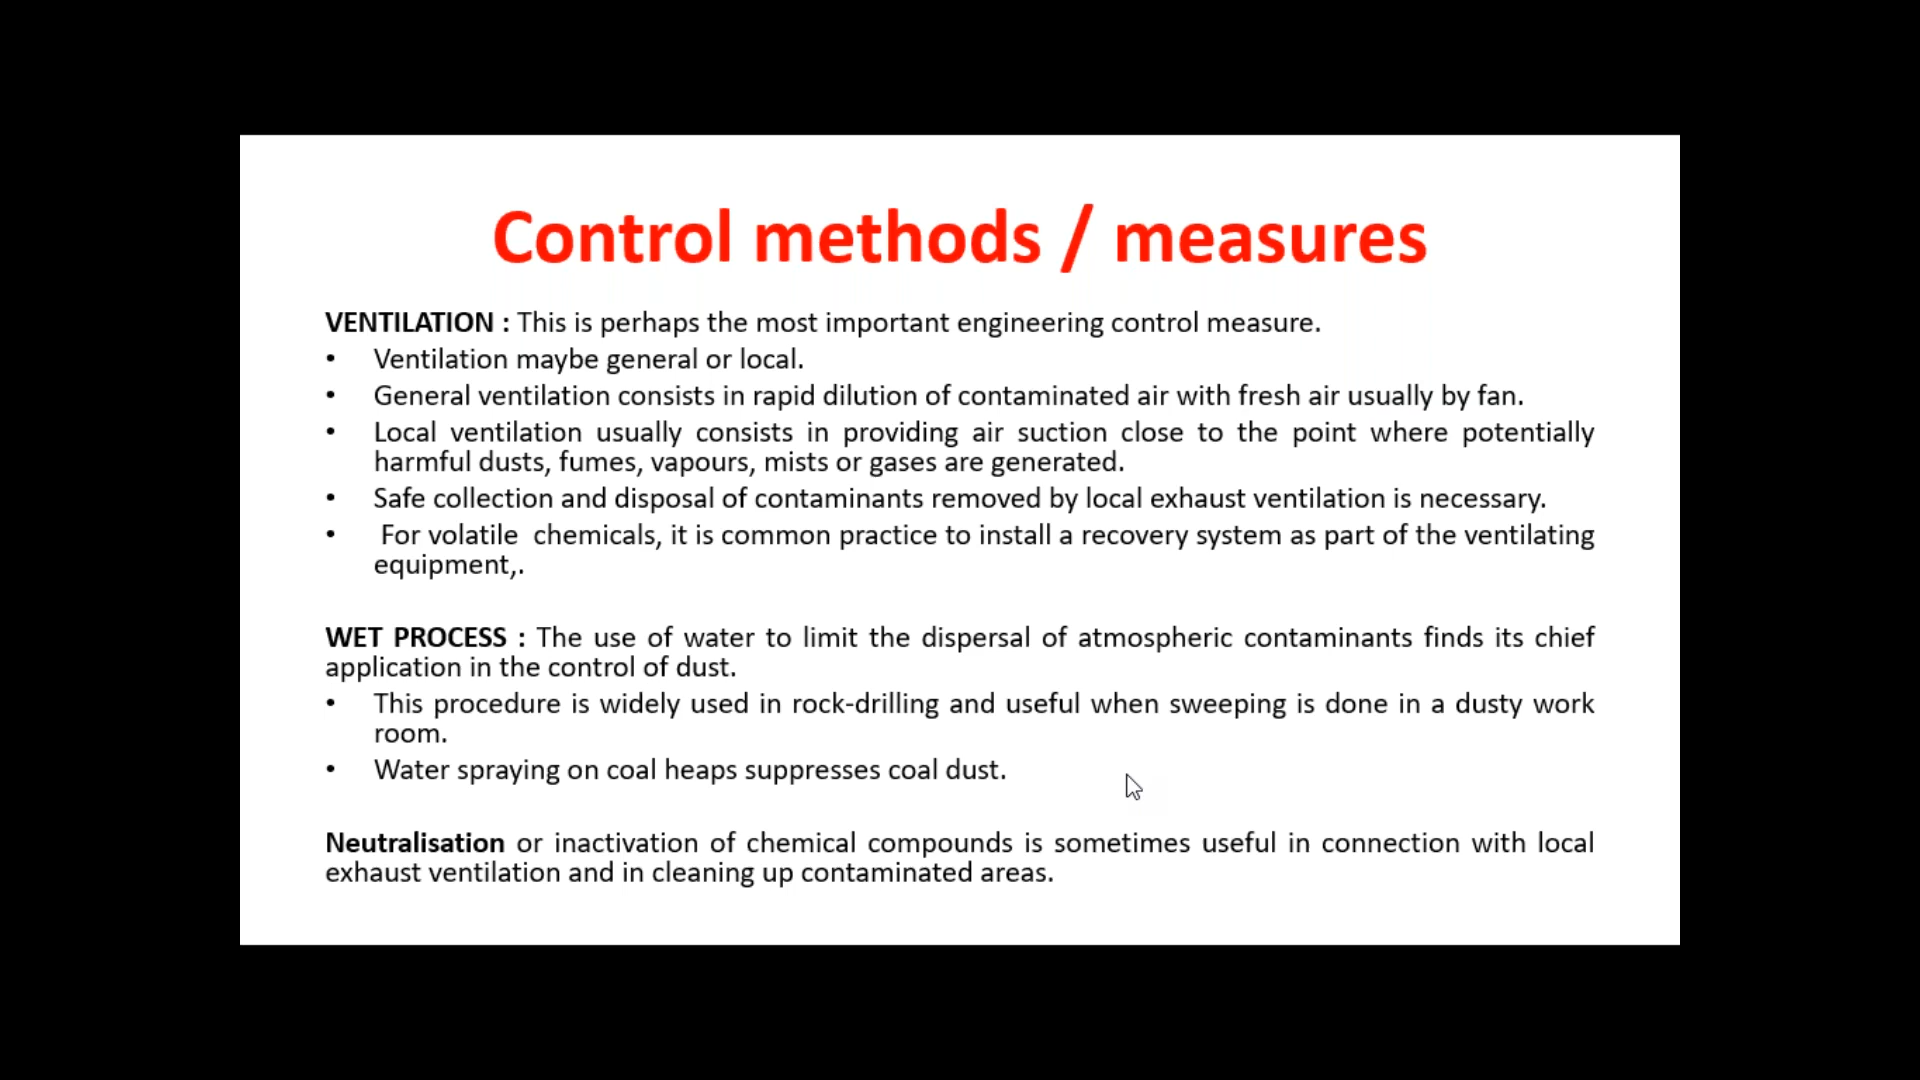 Control methods / measures
VENTILATION : This is perhaps the most important engineering control measure.
• Ventilation maybe general or local.
• General ventilation consists in rapid dilution of contaminated air with fresh air usually by fan.
• Local ventilation usually consists in providing air suction close to the point where potentially
harmful dusts, fumes, vapours, mists or gases are generated.
• Safe collection and disposal of contaminants removed by local exhaust ventilation is necessary.
• For volatile  chemicals, it is common practice to install a recovery system as part of the ventilating
equipment,.
WET PROCESS : The use of water to limit the dispersal of atmospheric contaminants finds its chief
application in the control of dust.
• This procedure is widely used in rock-drilling and useful when sweeping is done in a dusty work
room.
• Water spraying on coal heaps suppresses coal dust.
Neutralisation or inactivation of chemical compounds is sometimes useful in connection with local
exhaust ventilation and in cleaning up contaminated areas.